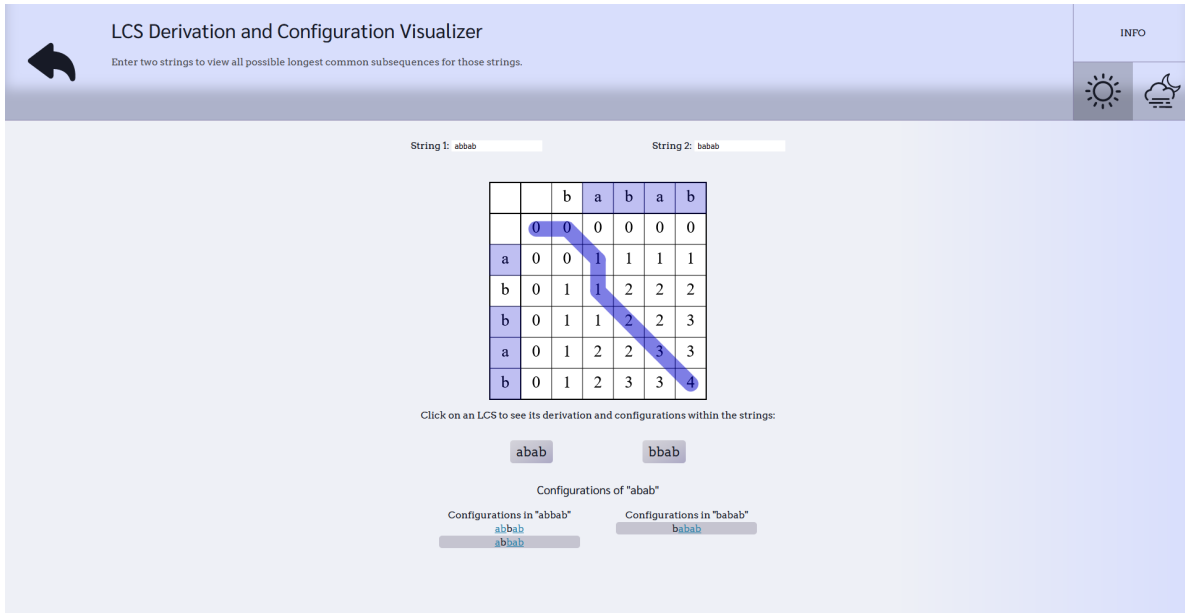 LCS Derivation and Configuration Visualizer
INFO
Enter two strings to view all possible longest common subsequences for those strings.
String 1: abbab
String 2: babab
b a b a b
0 0 0 0 0 0
a 0 0 1 1 1 1
b 0 1 1 2 2 2
b 0 1 1 2 2 3
a 0 1 2 2 3 3
b 0 1 2 3 3 4
Click on an LCS to see its derivation and configurations within the strings:
abab
bbab
Configurations of "abab"
Configurations in "abbab"
abbab
abbab
Configurations in "babab"
babab